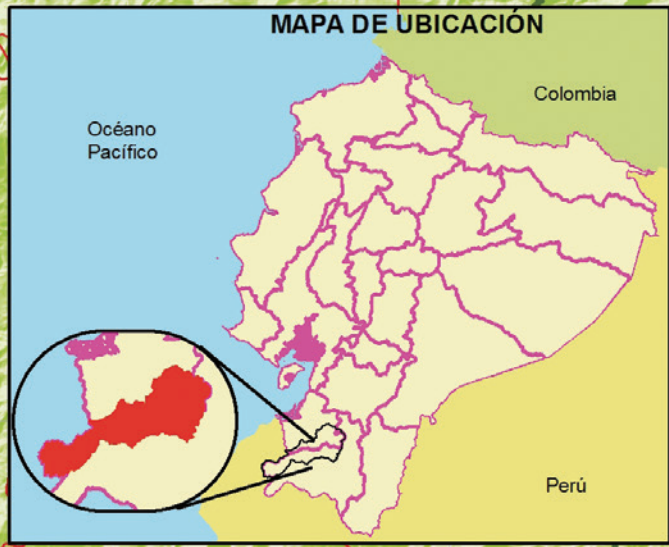 MAPA DE UBICACIÓN
Colombia
Océano
Pacífico
Perú